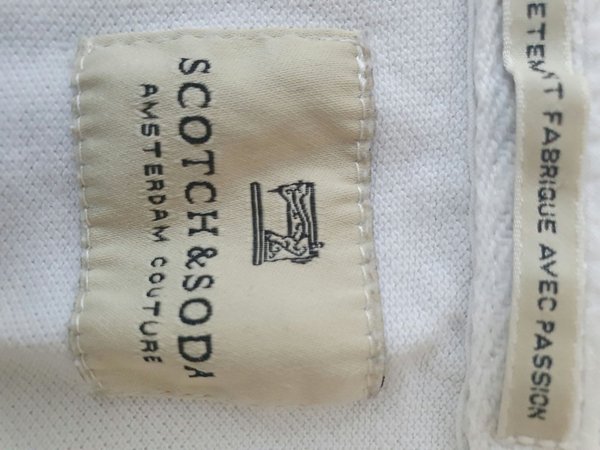 SCOTCH & SODA
AMSTERDAM COUTURE
ETEMENT FABRIQUE AVEC PASSION